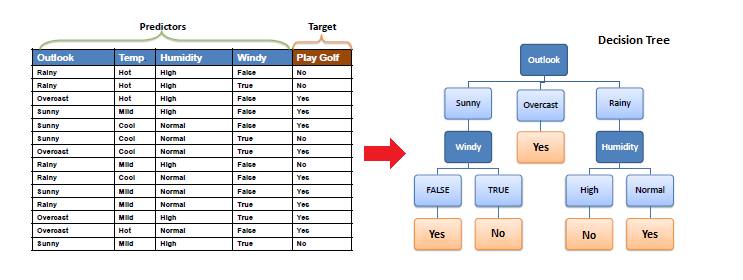 Predictors Target
Outlook Temp. Humidity Windy Play Golf
Rainy Hot High False No
Rainy Hot High True No
Overoast Hot High False Yes
Sunny Mild High False Yes
Sunny Cool Normal False Yes
Sunny Cool Normal True No
Overoast Cool Normal True Yes
Rainy Mild High False No
Rainy Cool Normal False Yes
Sunny Mild Normal False Yes
Rainy Mild Normal True Yes
Overoast Mild High True Yes
Overoast Hot Normal False Yes
Sunny Mild High True No
Decision Tree
Outlook
Sunny Overcast Rainy
Windy Yes Humidity
FALSE TRUE High Normal
Yes No No Yes